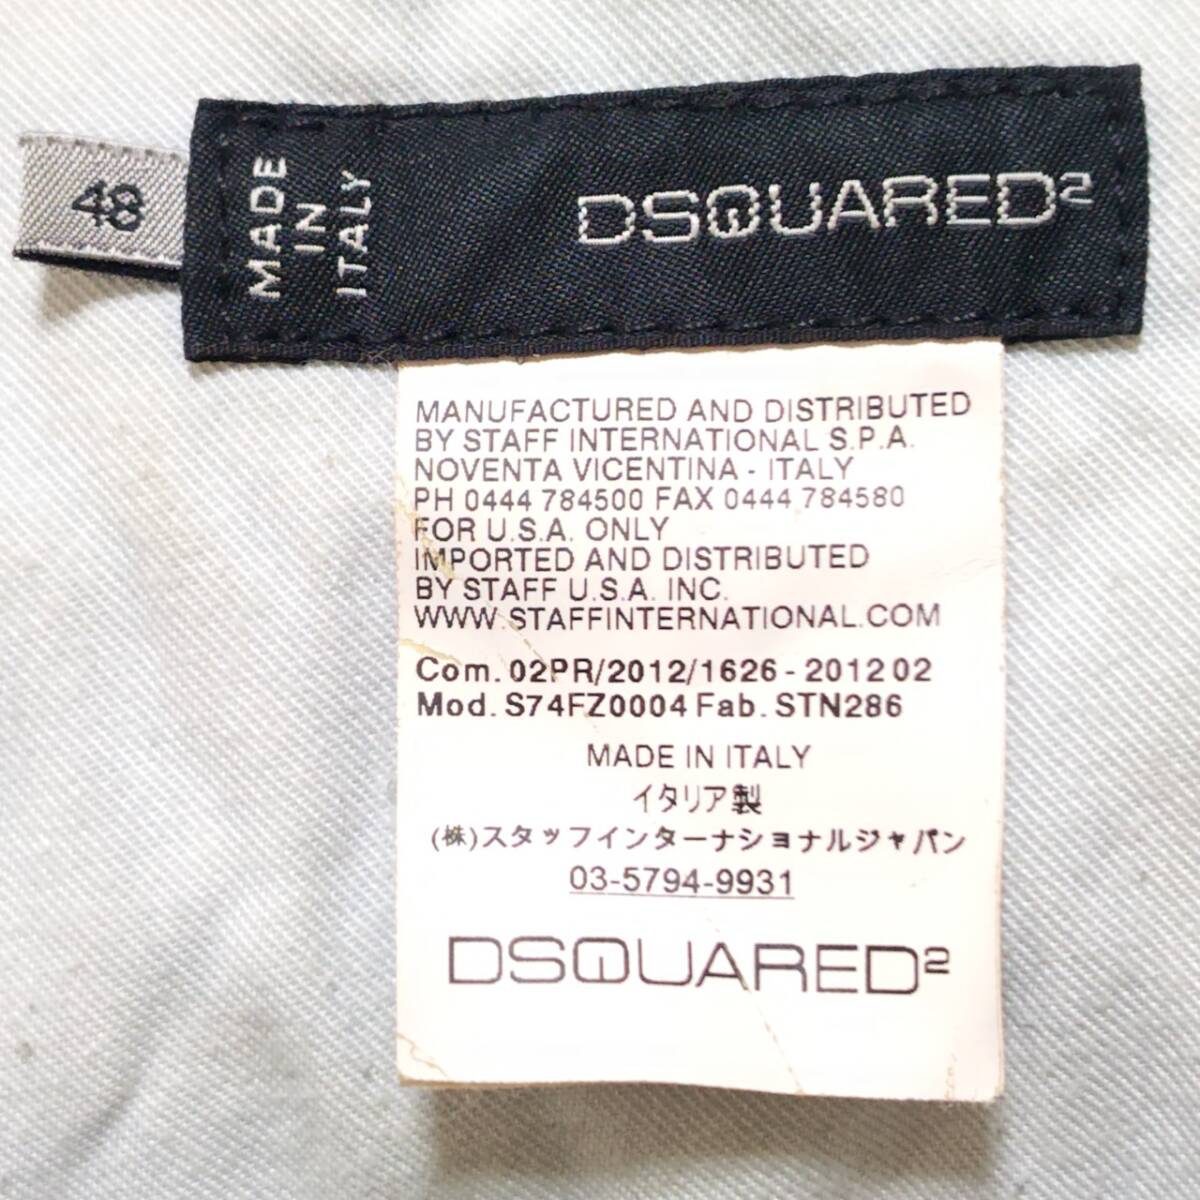 48
MADE
IN
ITALY
DSQUARED2
MANUFACTURED AND DISTRIBUTED
BY STAFF INTERNATIONAL S.P.A.
NOVENTA VICENTINA - ITALY
PH 0444 784500 FAX 0444 784580
FOR U.S.A. ONLY
IMPORTED AND DISTRIBUTED
BY STAFF U.S.A. INC.
WWW.STAFFINTERNATIONAL.COM
Com. 02PR/2012/1626 - 201202
Mod. S74FZ0004 Fab. STN286
MADE IN ITALY
イタリア製
(株)スタッフインターナショナルジャパン
03-5794-9931
DSQUARED2